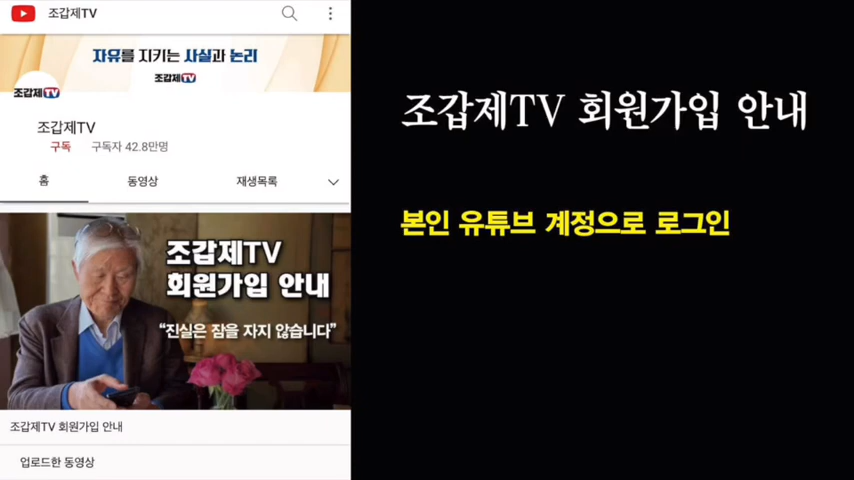 조갑제TV
자유를 지키는 사실과 논리
조갑제TV
조갑제TV
조갑제TV
구독 구독자 42.8만명
홈 동영상 재생목록
조갑제TV
회원가입 안내
“진실은 잠을 자지 않습니다”
조갑제TV 회원가입 안내
업로드한 동영상
조갑제TV 회원가입 안내
본인 유튜브 계정으로 로그인